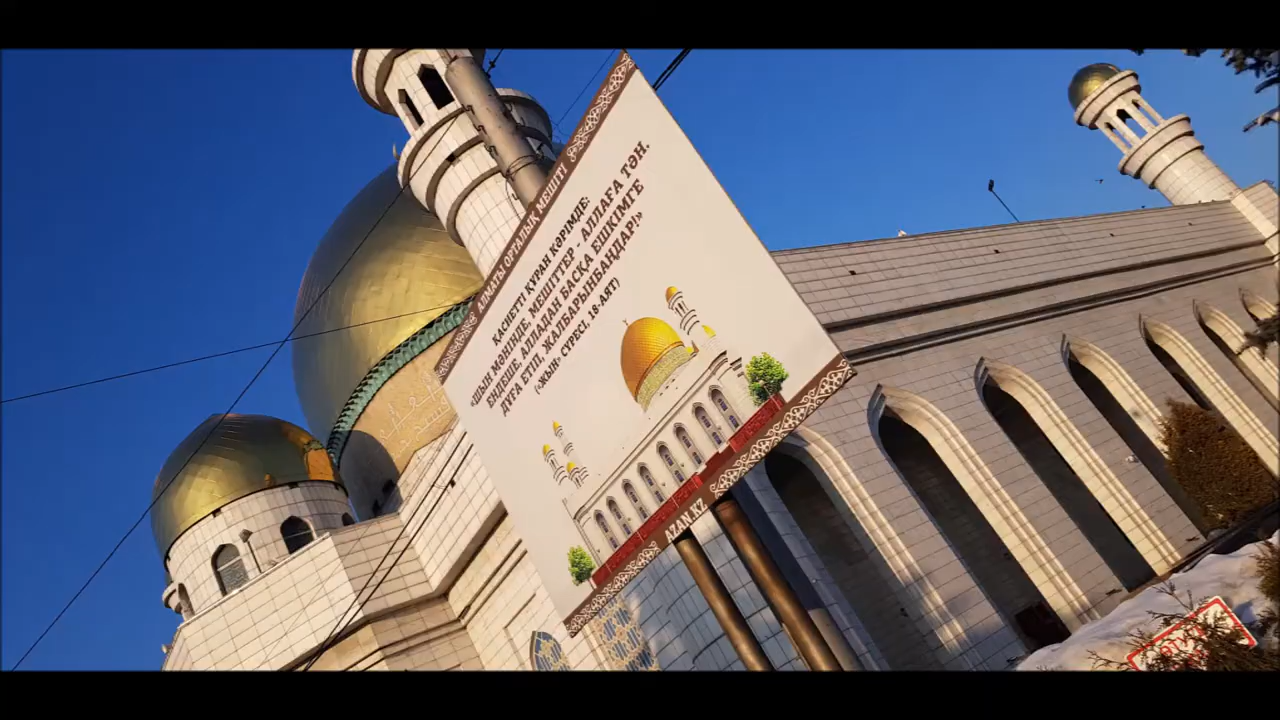 АЛМАТЫ ОРТАЛЫҚ МЕШІТІ
ҚАСИЕТТІ ҚҰРАН КӘРІМДЕ:
«ШЫН МӘНІНДЕ, МЕШІТТЕР - АЛЛАҒА ТӘН.
ЕНДЕШЕ, АЛЛАДАН БАСҚА ЕШКІМГЕ
ДҰҒА ЕТІП, ЖАЛБАРЫНБАҢДАР!»
(«ЖЫН» СҮРЕСІ, 18-АЯТ)
AZAN.KZ